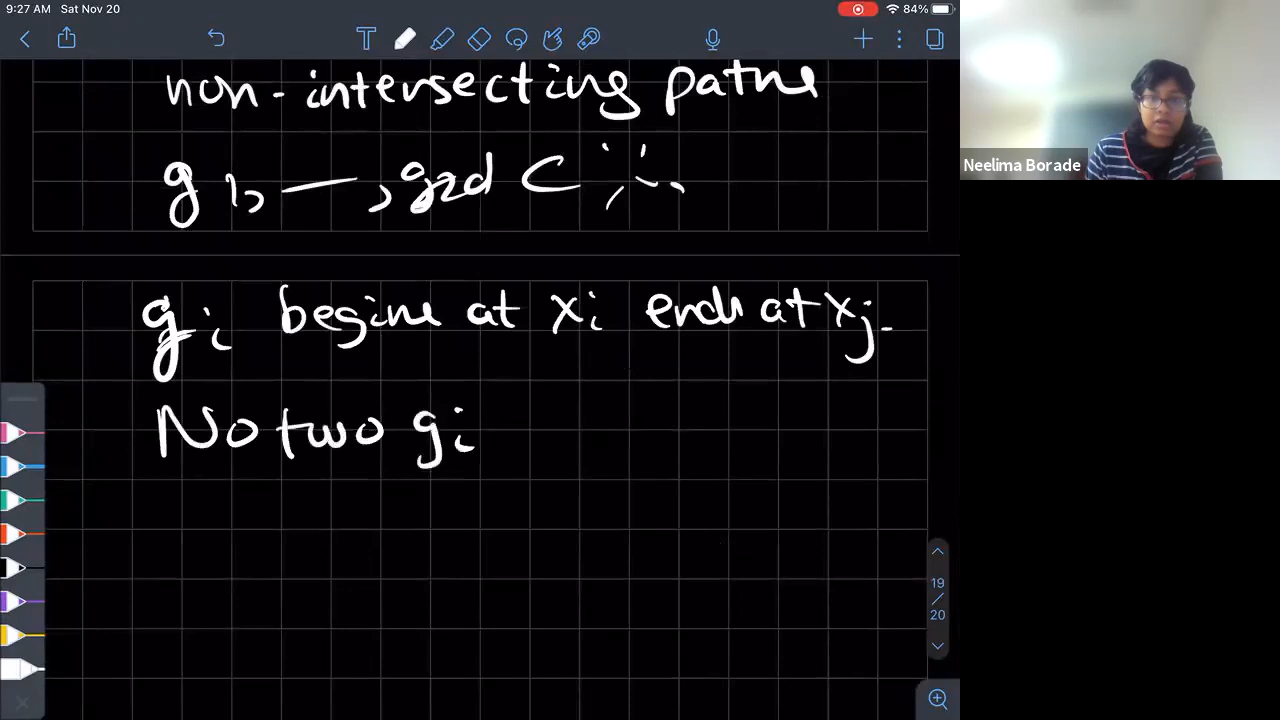 9:27 AM Sat Nov 20
84%
non-intersecting paths
g1, —, g2d ⊂
Neelima Borade
gi begins at xi ends at xj.
No two gi
19
/
20